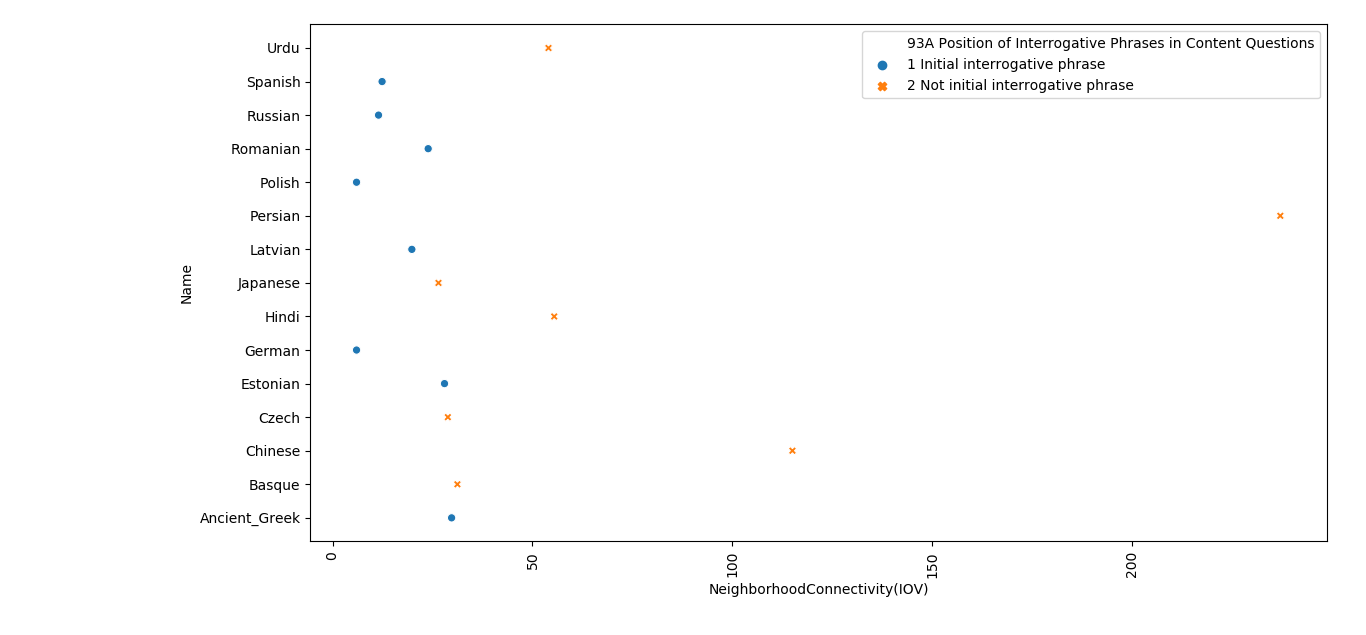 93A Position of Interrogative Phrases in Content Questions
1 Initial interrogative phrase
2 Not initial interrogative phrase
Urdu
Spanish
Russian
Romanian
Polish
Persian
Latvian
Japanese
Hindi
German
Estonian
Czech
Chinese
Basque
Ancient_Greek
Name
0
50
100
150
200
NeighborhoodConnectivity(IOV)